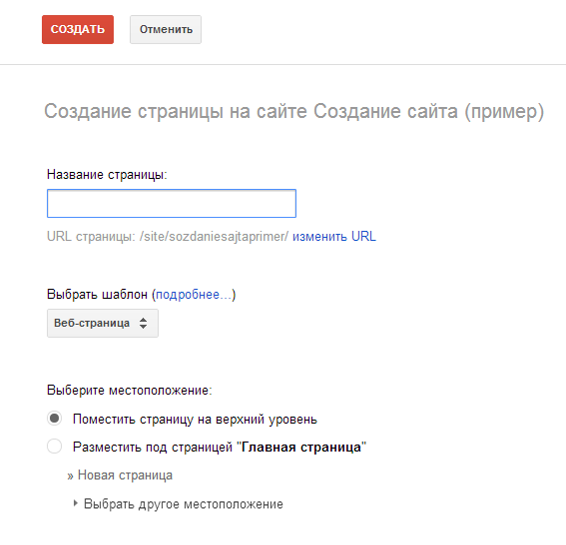 СОЗДАТЬ Отменить
Создание страницы на сайте Создание сайта (пример)
Название страницы:
URL страницы: /site/sozdaniesajtaprimer/ изменить URL
Выбрать шаблон (подробнее...)
Веб-страница
Выберите местоположение:
Поместить страницу на верхний уровень
Разместить под страницей "Главная страница"
» Новая страница
Выбрать другое местоположение